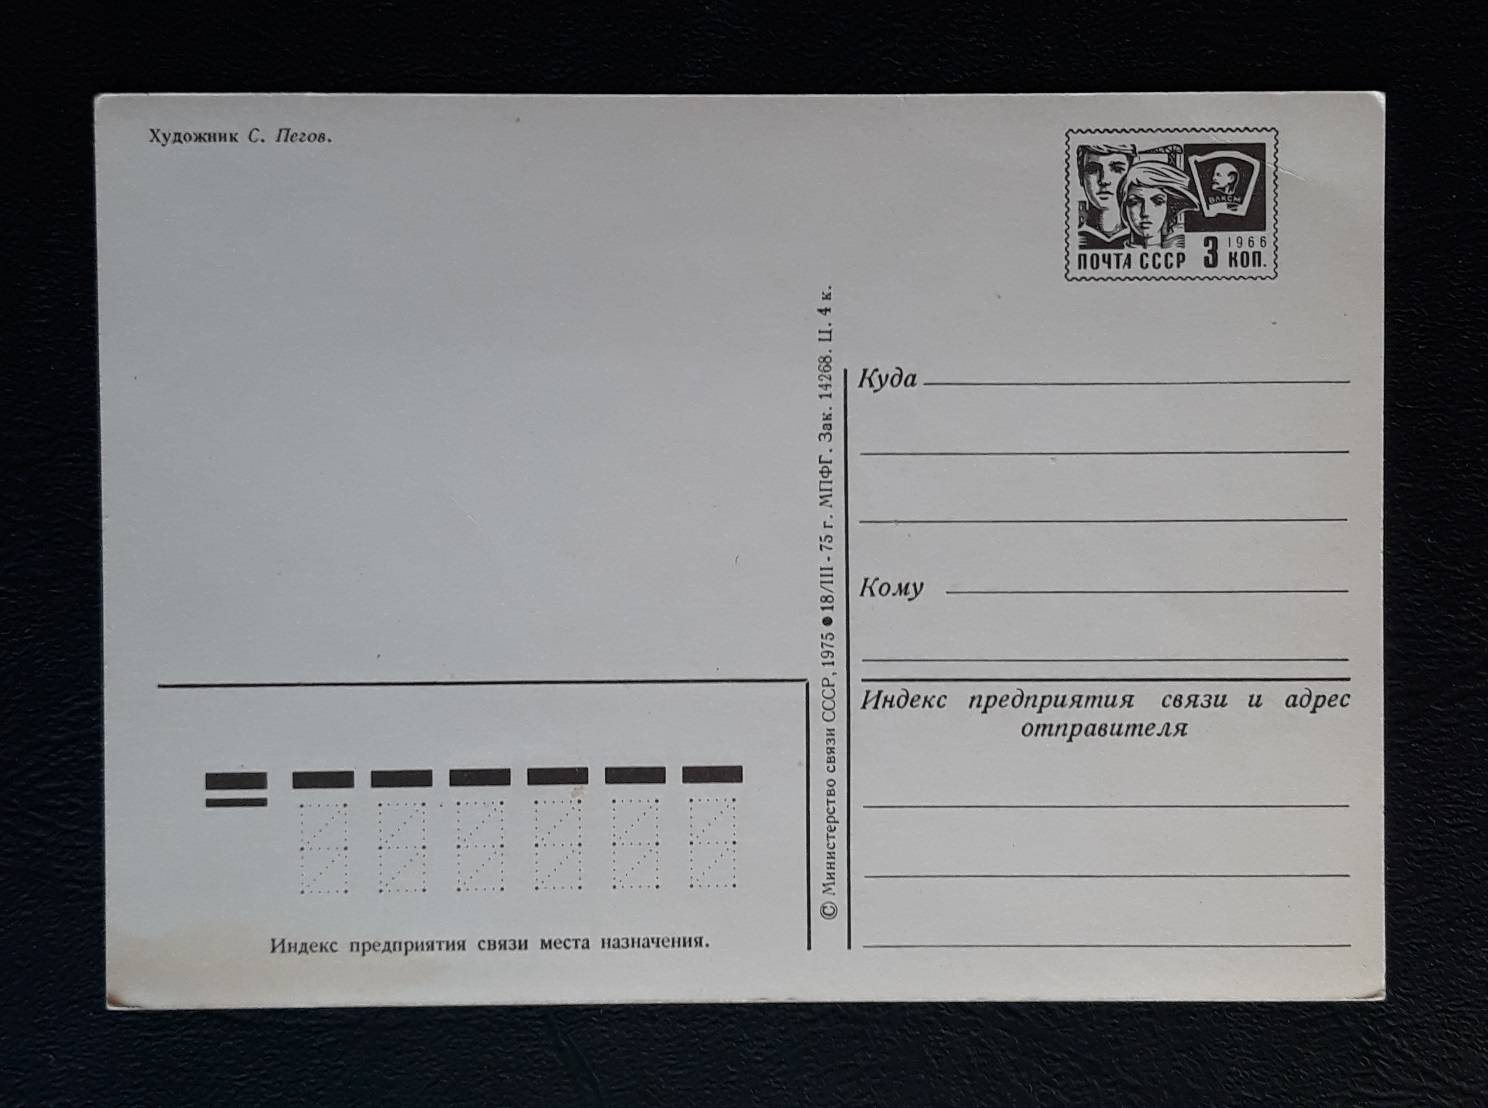 Художник С. Пегов.
ВЛКСМ
1966
ПОЧТА СССР 3 КОП.
Куда
Кому
Индекс предприятия связи и адрес
отправителя
© Министерство связи СССР, 1975 ● 18/III - 75 г. МПФГ. Зак. 14268. Ц. 4 к.
Индекс предприятия связи места назначения.